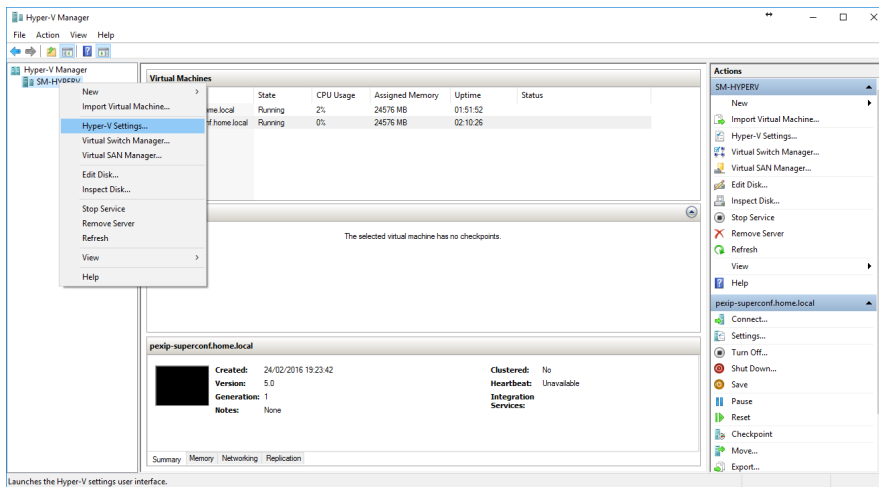 Hyper-V Manager
File Action View Help
Hyper-V Manager
SM-HYPERV
New
Import Virtual Machine...
Hyper-V Settings...
Virtual Switch Manager...
Virtual SAN Manager...
Edit Disk...
Inspect Disk...
Stop Service
Remove Server
Refresh
View
Help
Virtual Machines
State CPU Usage Assigned Memory Uptime Status
me.local Running 2% 24576 MB 01:51:52
nf.home.local Running 0% 24576 MB 02:10:26
The selected virtual machine has no checkpoints.
pexip-superconf.home.local
Created: 24/02/2016 19:23:42 Clustered: No
Version: 5.0 Heartbeat: Unavailable
Generation: 1 Integration Services:
Notes: None
Summary Memory Networking Replication
Actions
SM-HYPERV
New
Import Virtual Machine...
Hyper-V Settings...
Virtual Switch Manager...
Virtual SAN Manager...
Edit Disk...
Inspect Disk...
Stop Service
Remove Server
Refresh
View
Help
pexip-superconf.home.local
Connect...
Settings...
Turn Off...
Shut Down...
Save
Pause
Reset
Checkpoint
Move...
Export...
Launches the Hyper-V settings user interface.